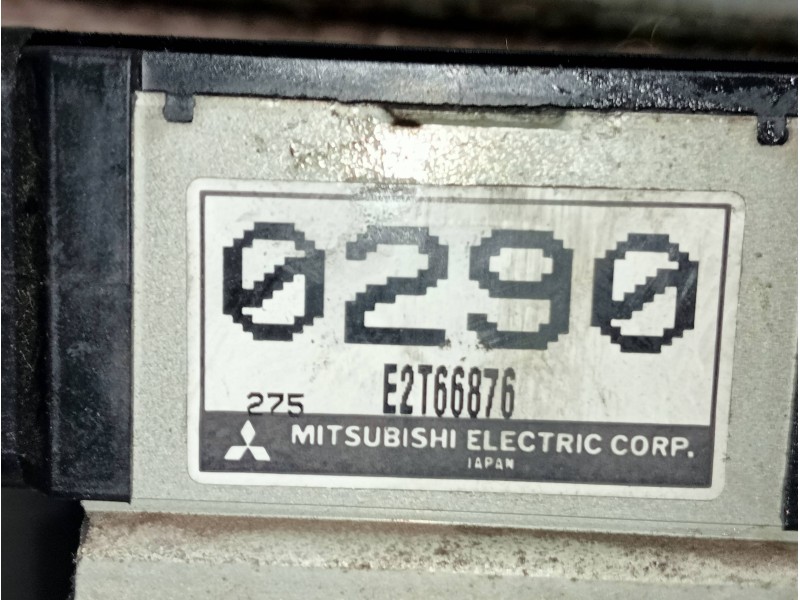 0290
275 E2T66876
MITSUBISHI ELECTRIC CORP.
JAPAN